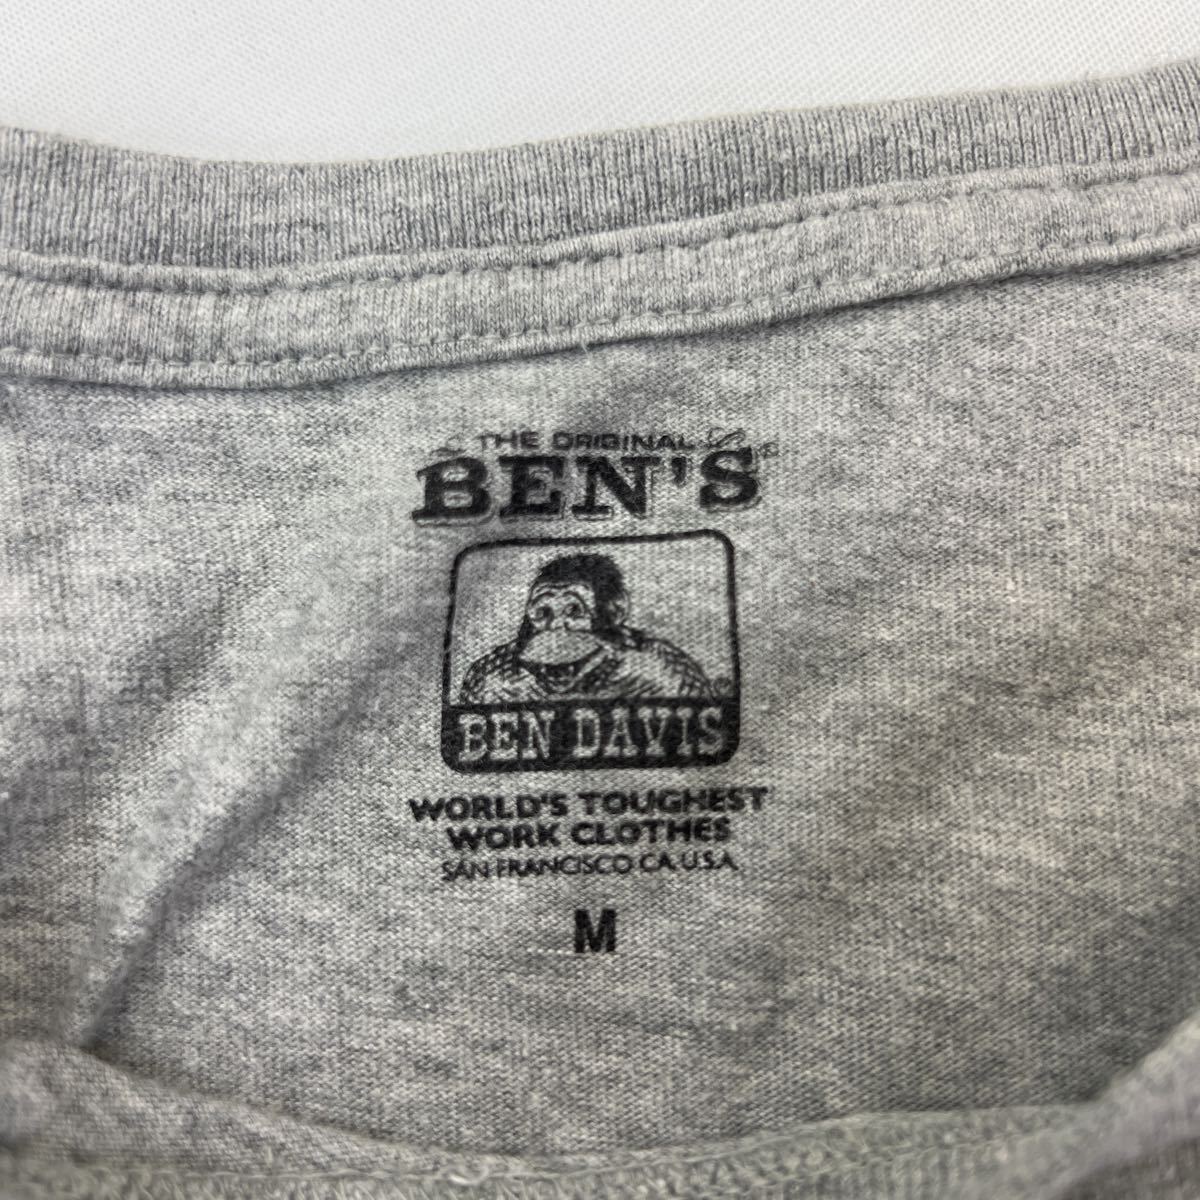 THE ORIGINAL
BEN'S
BEN DAVIS
WORLD'S TOUGHEST
WORK CLOTHES
SAN FRANCISCO CA. U.S.A.
M